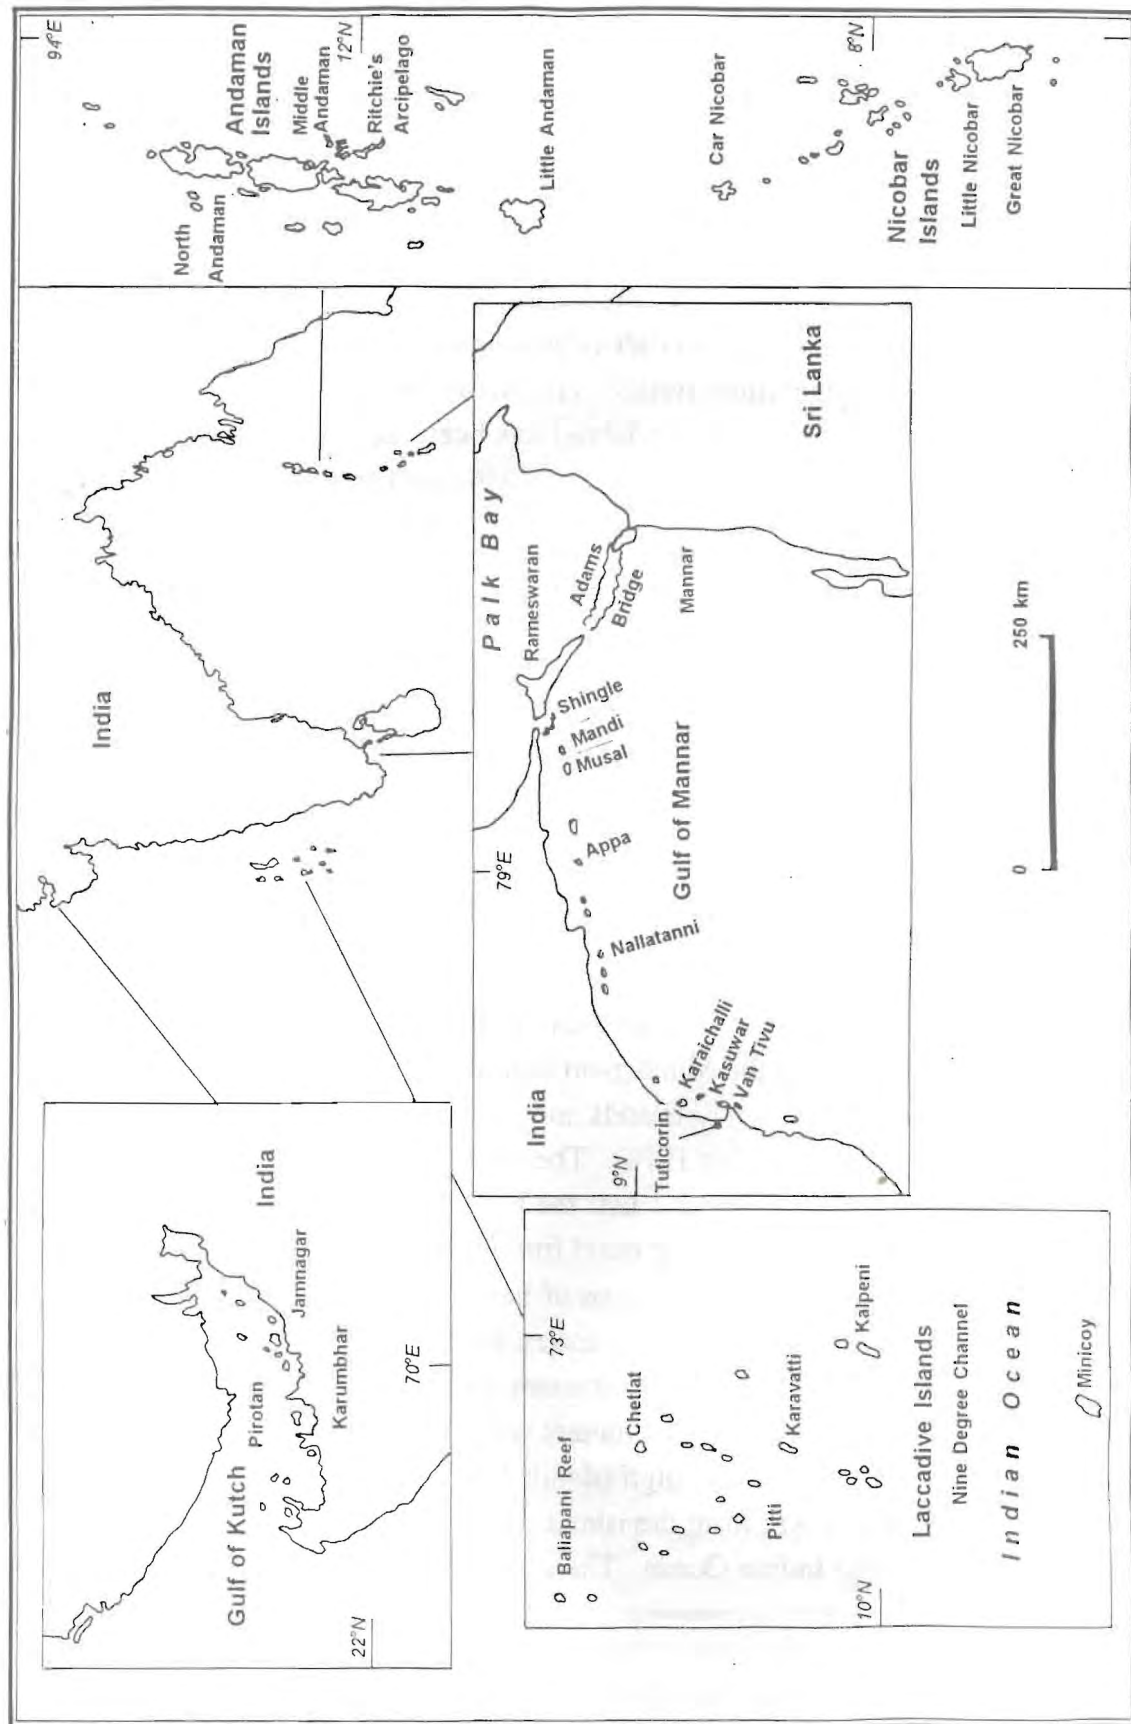 94°E
Andaman
Islands
12°N
Middle
Andaman
Ritchie's
Arcipelago
North
Andaman
Little Andaman
Car Nicobar
8°N
Nicobar
Islands
Little Nicobar
Great Nicobar
India
Palk Bay
Rameswaran
Adams
Bridge
Mannar
Sri Lanka
Shingle
Mandi
Musal
79°E
Appa
Gulf of Mannar
Nallatanni
India
9°N
Tuticorin
Karaichalli
Kasuwar
Van Tivu
0
250 km
Gulf of Kutch
Pirotan
India
Jamnagar
Karumbhar
70°E
22°N
Baliapani Reef
73°E
Chetlat
Pitti
Karavatti
Kalpeni
10°N
Laccadive Islands
Nine Degree Channel
Indian Ocean
Minicoy